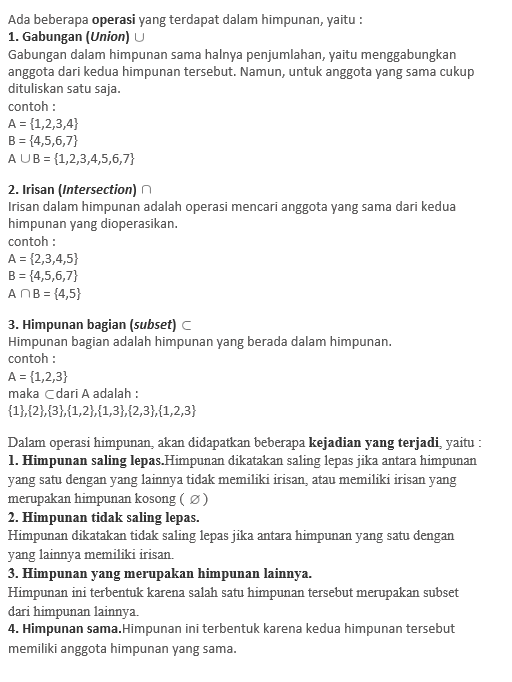 Ada beberapa operasi yang terdapat dalam himpunan, yaitu :
1. Gabungan (Union) ∪
Gabungan dalam himpunan sama halnya penjumlahan, yaitu menggabungkan
anggota dari kedua himpunan tersebut. Namun, untuk anggota yang sama cukup
dituliskan satu saja.
contoh :
A = {1,2,3,4}
B = {4,5,6,7}
A ∪ B = {1,2,3,4,5,6,7}
2. Irisan (Intersection) ∩
Irisan dalam himpunan adalah operasi mencari anggota yang sama dari kedua
himpunan yang dioperasikan.
contoh :
A = {2,3,4,5}
B = {4,5,6,7}
A ∩ B = {4,5}
3. Himpunan bagian (subset) ⊂
Himpunan bagian adalah himpunan yang berada dalam himpunan.
contoh :
A = {1,2,3}
maka ⊂ dari A adalah :
{1},{2},{3},{1,2},{1,3},{2,3},{1,2,3}
Dalam operasi himpunan, akan didapatkan beberapa kejadian yang terjadi, yaitu :
1. Himpunan saling lepas.Himpunan dikatakan saling lepas jika antara himpunan
yang satu dengan yang lainnya tidak memiliki irisan, atau memiliki irisan yang
merupakan himpunan kosong ( ∅ )
2. Himpunan tidak saling lepas.
Himpunan dikatakan tidak saling lepas jika antara himpunan yang satu dengan
yang lainnya memiliki irisan.
3. Himpunan yang merupakan himpunan lainnya.
Himpunan ini terbentuk karena salah satu himpunan tersebut merupakan subset
dari himpunan lainnya.
4. Himpunan sama.Himpunan ini terbentuk karena kedua himpunan tersebut
memiliki anggota himpunan yang sama.